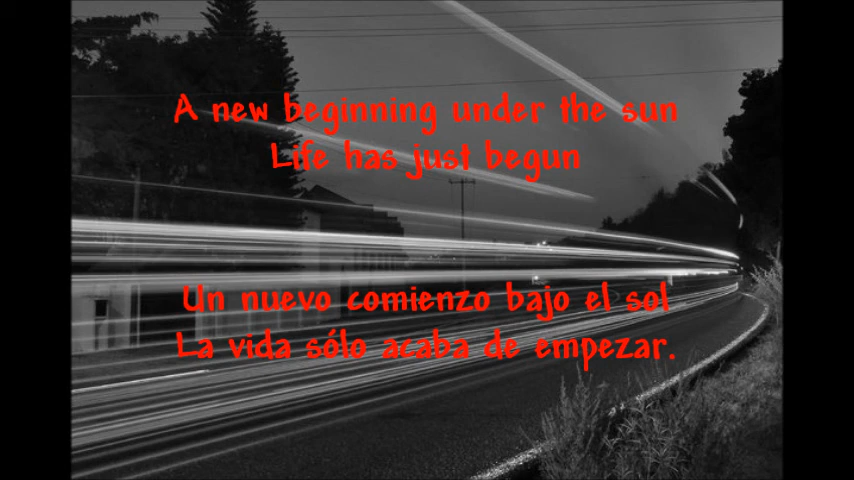 A new beginning under the sun
Life has just begun
Un nuevo comienzo bajo el sol
La vida sólo acaba de empezar.